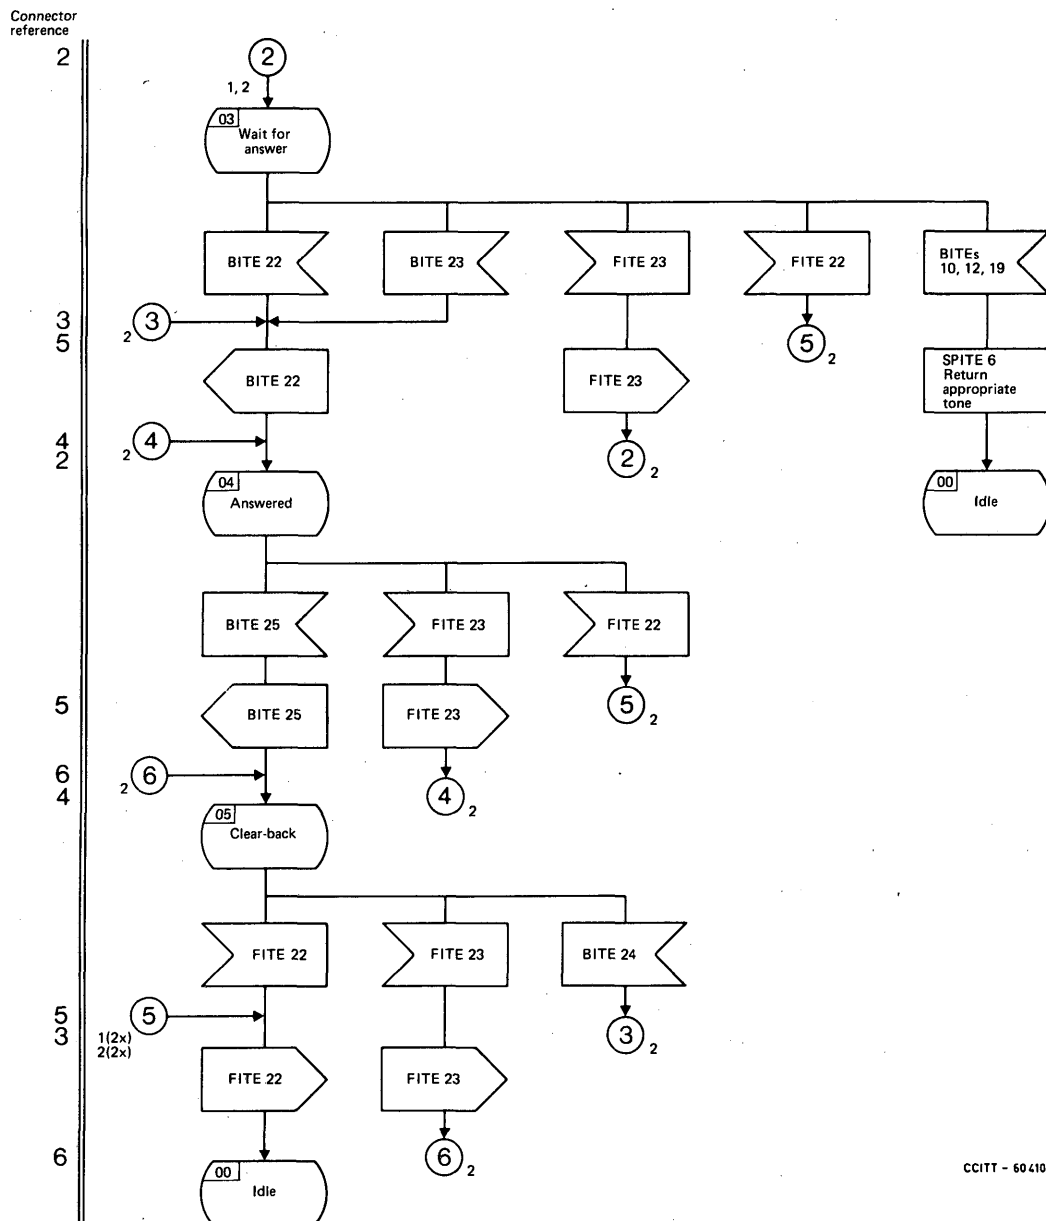 Connector
reference
2
2
1, 2
03
Wait for
answer
BITE 22
BITE 23
FITE 23
FITE 22
BITEs
10, 12, 19
3
3
2
5
5
2
BITE 22
FITE 23
SPITE 6
Return
appropriate
tone
4
4
2
2
2
2
04
Answered
00
Idle
BITE 25
FITE 23
FITE 22
5
BITE 25
FITE 23
5
2
6
6
2
4
4
2
05
Clear-back
FITE 22
FITE 23
BITE 24
5
5
3
1(2x)
2(2x)
3
2
FITE 22
FITE 23
6
6
2
00
Idle
CCITT - 60410